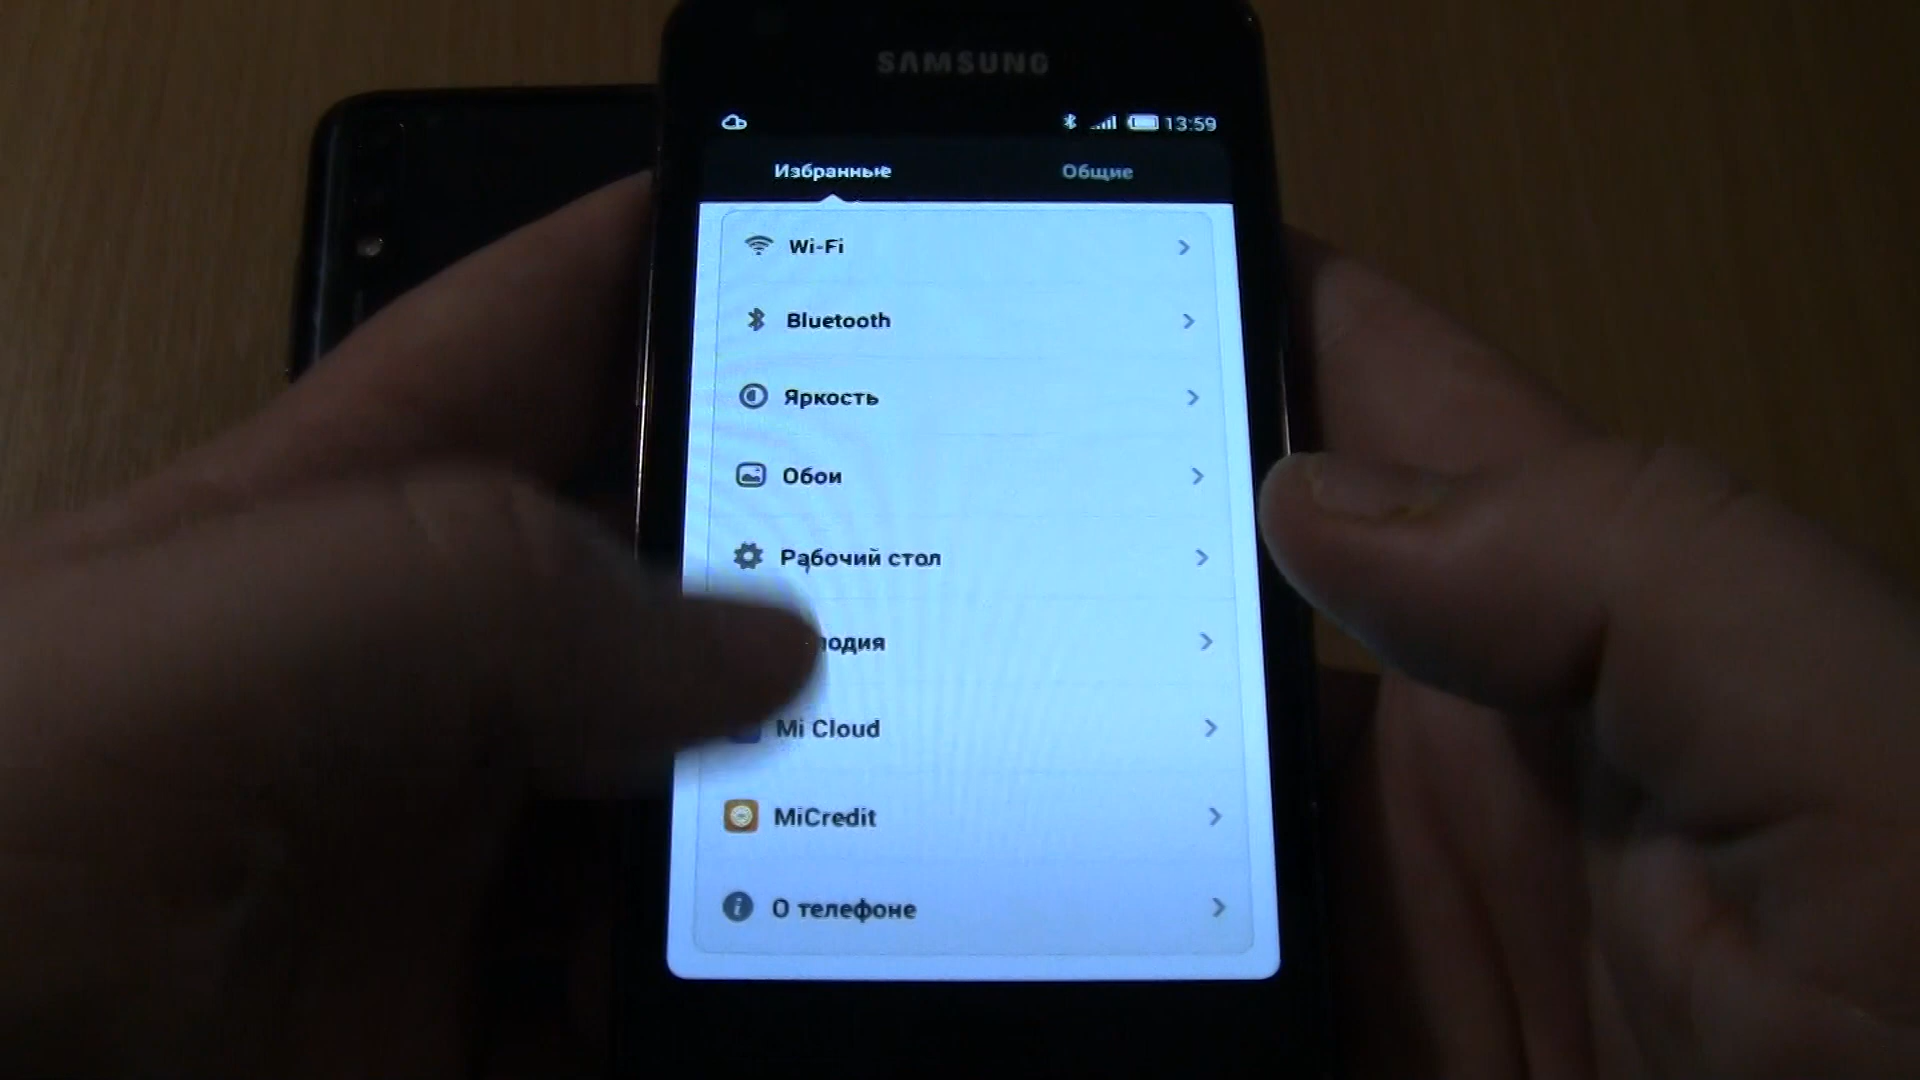 SAMSUNG
13:59
Избранные
Общие
Wi-Fi
Bluetooth
Яркость
Обои
Рабочий стол
Mi Cloud
MiCredit
О телефоне